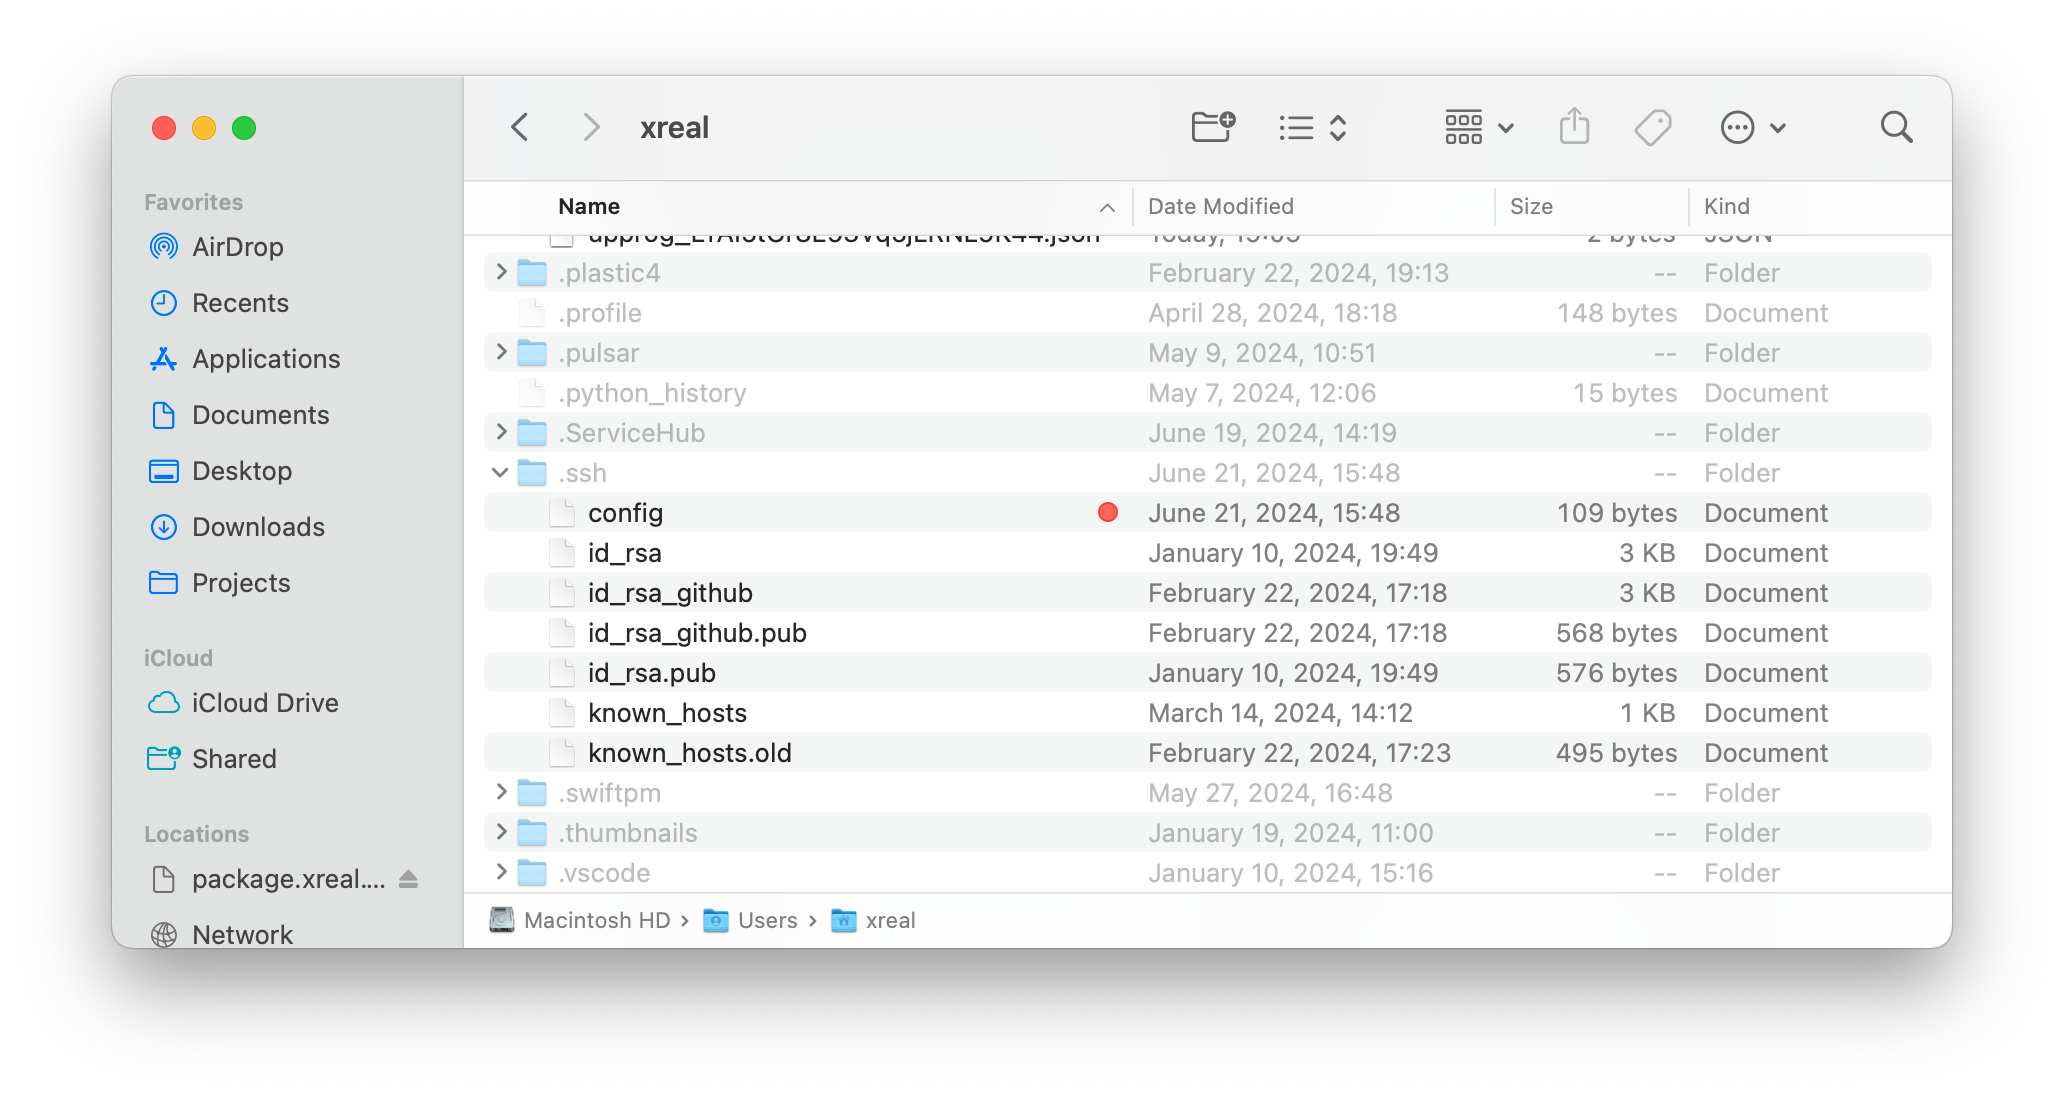 xreal
Favorites
AirDrop
Recents
Applications
Documents
Desktop
Downloads
Projects
iCloud
iCloud Drive
Shared
Locations
package.xreal....
Network
Name Date Modified Size Kind
Today, 2 bytes JSON
.plastic4 February 22, 2024, 19:13 -- Folder
.profile April 28, 2024, 18:18 148 bytes Document
.pulsar May 9, 2024, 10:51 -- Folder
.python_history May 7, 2024, 12:06 15 bytes Document
.ServiceHub June 19, 2024, 14:19 -- Folder
.ssh June 21, 2024, 15:48 -- Folder
config June 21, 2024, 15:48 109 bytes Document
id_rsa January 10, 2024, 19:49 3 KB Document
id_rsa_github February 22, 2024, 17:18 3 KB Document
id_rsa_github.pub February 22, 2024, 17:18 568 bytes Document
id_rsa.pub January 10, 2024, 19:49 576 bytes Document
known_hosts March 14, 2024, 14:12 1 KB Document
known_hosts.old February 22, 2024, 17:23 495 bytes Document
.swiftpm May 27, 2024, 16:48 -- Folder
.thumbnails January 19, 2024, 11:00 -- Folder
.vscode January 10, 2024, 15:16 -- Folder
Macintosh HD › Users › xreal